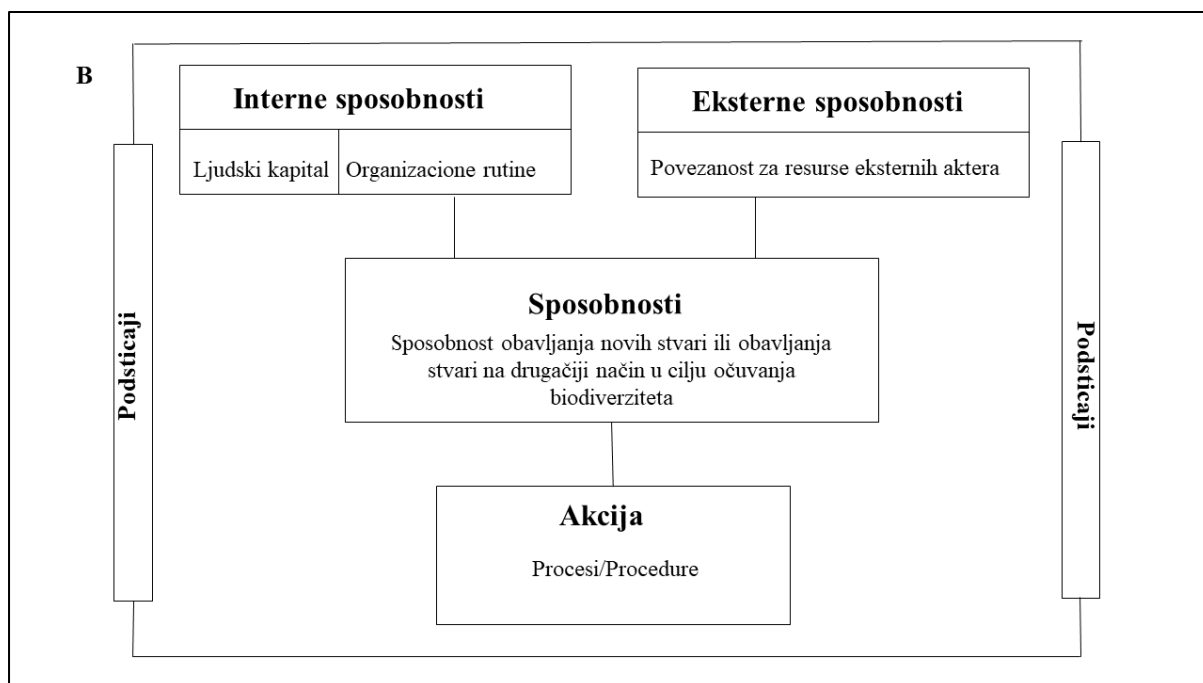 B
Interne sposobnosti
Ljudski kapital
Organizacione rutine
Eksterne sposobnosti
Povezanost za resurse eksternih aktera
Podsticaji
Sposobnosti
Sposobnost obavljanja novih stvari ili obavljanja
stvari na drugačiji način u cilju očuvanja
biodiverziteta
Podsticaji
Akcija
Procesi/Procedure